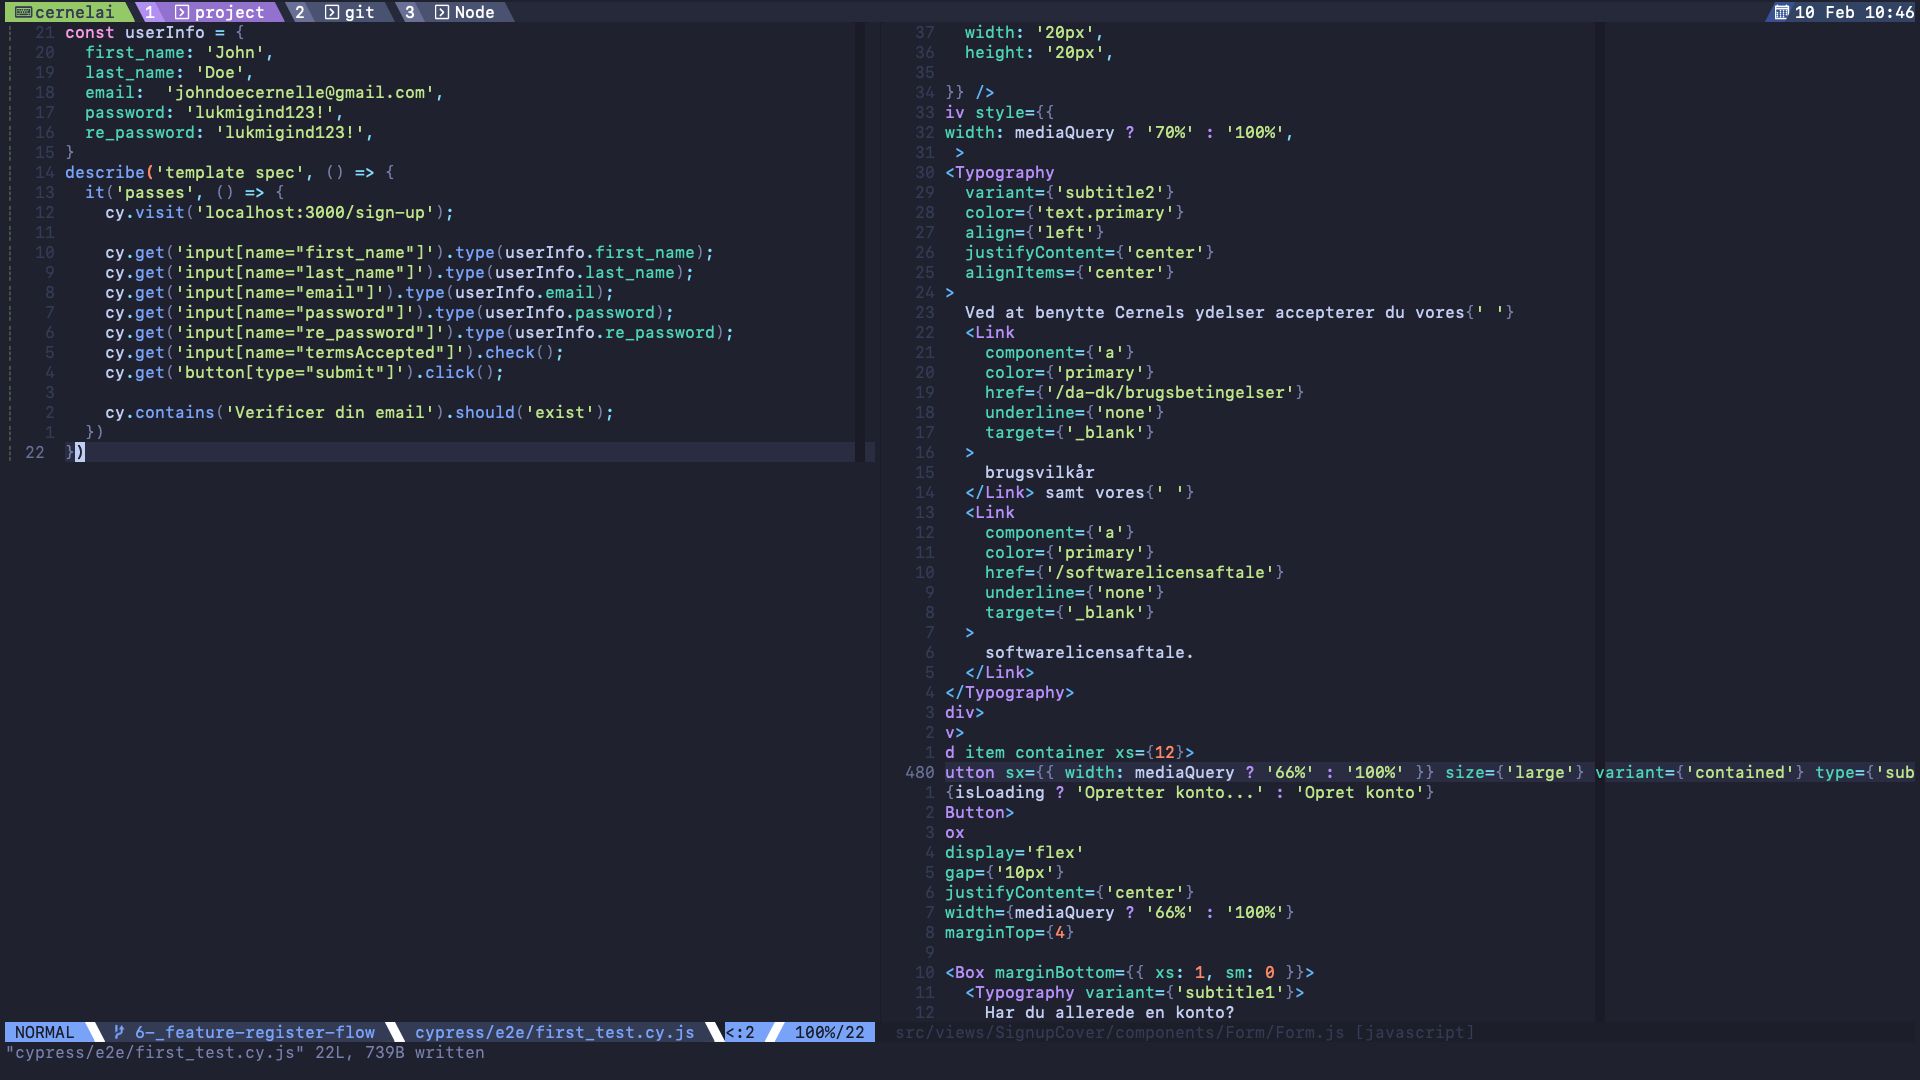 cernelai 1 project 2 git 3 Node 10 Feb 10:46
21 const userInfo = {
20 first_name: 'John',
19 last_name: 'Doe',
18 email:  'johndoecernelle@gmail.com',
17 password: 'lukmigind123!',
16 re_password: 'lukmigind123!',
15 }
14 describe('template spec', () => {
13 it('passes', () => {
12 cy.visit('localhost:3000/sign-up');
11
10 cy.get('input[name="first_name"]').type(userInfo.first_name);
9 cy.get('input[name="last_name"]').type(userInfo.last_name);
8 cy.get('input[name="email"]').type(userInfo.email);
7 cy.get('input[name="password"]').type(userInfo.password);
6 cy.get('input[name="re_password"]').type(userInfo.re_password);
5 cy.get('input[name="termsAccepted"]').check();
4 cy.get('button[type="submit"]').click();
3
2 cy.contains('Verificer din email').should('exist');
1 })
22 })
37 width: '20px',
36 height: '20px',
35
34 }} />
33 iv style={{
32 width: mediaQuery ? '70%' : '100%',
31 >
30 <Typography
29 variant={'subtitle2'}
28 color={'text.primary'}
27 align={'left'}
26 justifyContent={'center'}
25 alignItems={'center'}
24 >
23 Ved at benytte Cernels ydelser accepterer du vores{' '}
22 <Link
21 component={'a'}
20 color={'primary'}
19 href={'/da-dk/brugsbetingelser'}
18 underline={'none'}
17 target={'_blank'}
16 >
15 brugsvilkår
14 </Link> samt vores{' '}
13 <Link
12 component={'a'}
11 color={'primary'}
10 href={'/softwarelicensaftale'}
9 underline={'none'}
8 target={'_blank'}
7 >
6 softwarelicensaftale.
5 </Link>
4 </Typography>
3 div>
2 v>
1 d item container xs={12}>
480 utton sx={{ width: mediaQuery ? '66%' : '100%' }} size={'large'} variant={'contained'} type={'sub
1 {isLoading ? 'Opretter konto...' : 'Opret konto'}
2 Button>
3 ox
4 display='flex'
5 gap={'10px'}
6 justifyContent={'center'}
7 width={mediaQuery ? '66%' : '100%'}
8 marginTop={4}
9
10 <Box marginBottom={{ xs: 1, sm: 0 }}>
11 <Typography variant={'subtitle1'}>
12 Har du allerede en konto?
NORMAL 6-_feature-register-flow cypress/e2e/first_test.cy.js <:2 100%/22 src/views/SignupCover/components/Form/Form.js [javascript]
"cypress/e2e/first_test.cy.js" 22L, 739B written